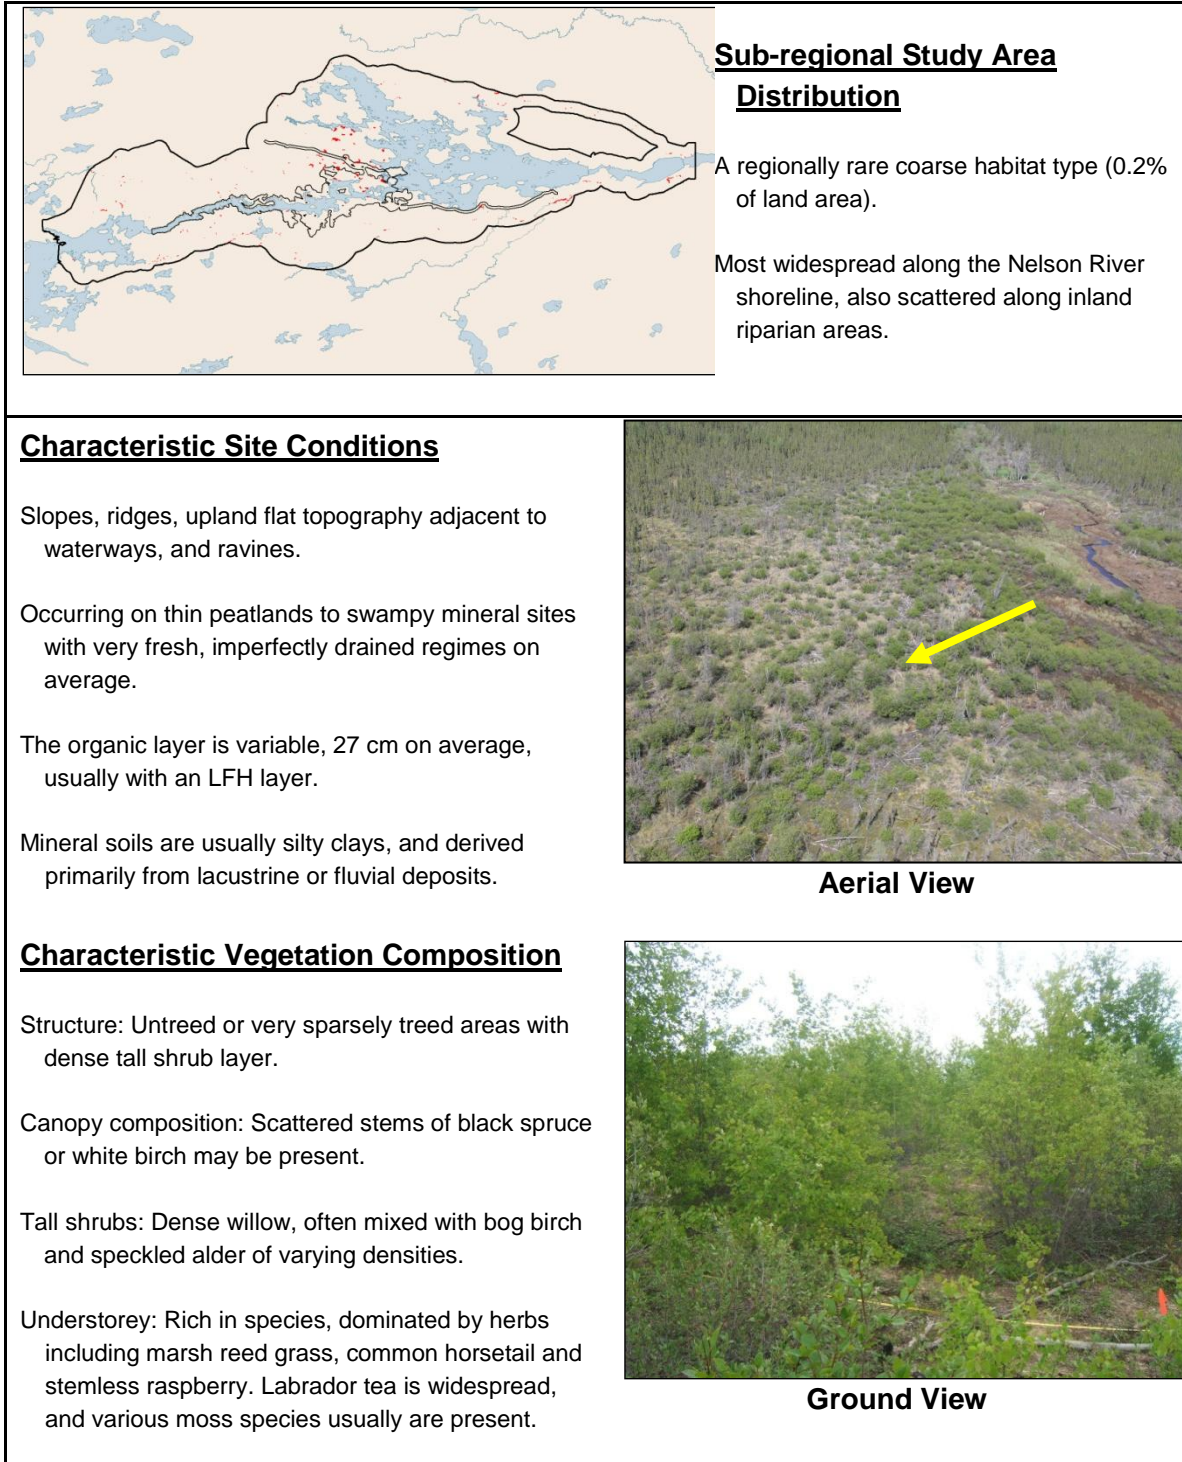 Sub-regional Study Area
Distribution
A regionally rare coarse habitat type (0.2%
of land area).
Most widespread along the Nelson River
shoreline, also scattered along inland
riparian areas.
Characteristic Site Conditions
Slopes, ridges, upland flat topography adjacent to
waterways, and ravines.
Occurring on thin peatlands to swampy mineral sites
with very fresh, imperfectly drained regimes on
average.
The organic layer is variable, 27 cm on average,
usually with an LFH layer.
Mineral soils are usually silty clays, and derived
primarily from lacustrine or fluvial deposits.
Aerial View
Characteristic Vegetation Composition
Structure: Untreed or very sparsely treed areas with
dense tall shrub layer.
Canopy composition: Scattered stems of black spruce
or white birch may be present.
Tall shrubs: Dense willow, often mixed with bog birch
and speckled alder of varying densities.
Understorey: Rich in species, dominated by herbs
including marsh reed grass, common horsetail and
stemless raspberry. Labrador tea is widespread,
and various moss species usually are present.
Ground View